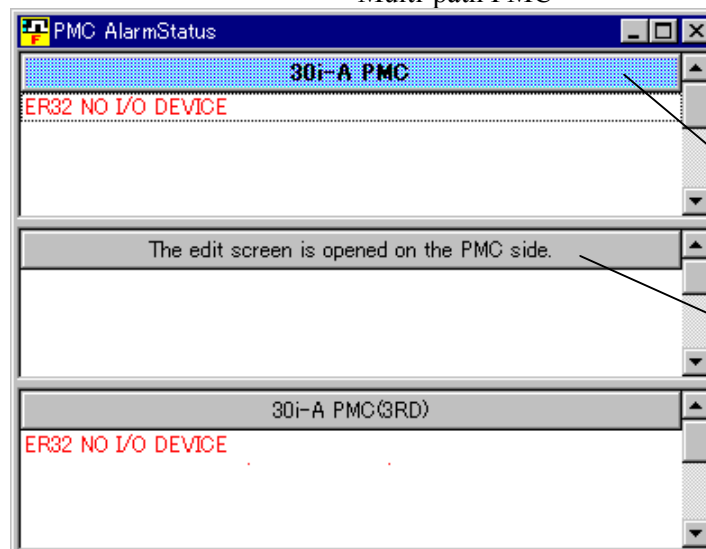 Multi-path PMC
PMC AlarmStatus
30i-A PMC
ER32 NO I/O DEVICE
The edit screen is opened on the PMC side.
30i-A PMC(3RD)
ER32 NO I/O DEVICE